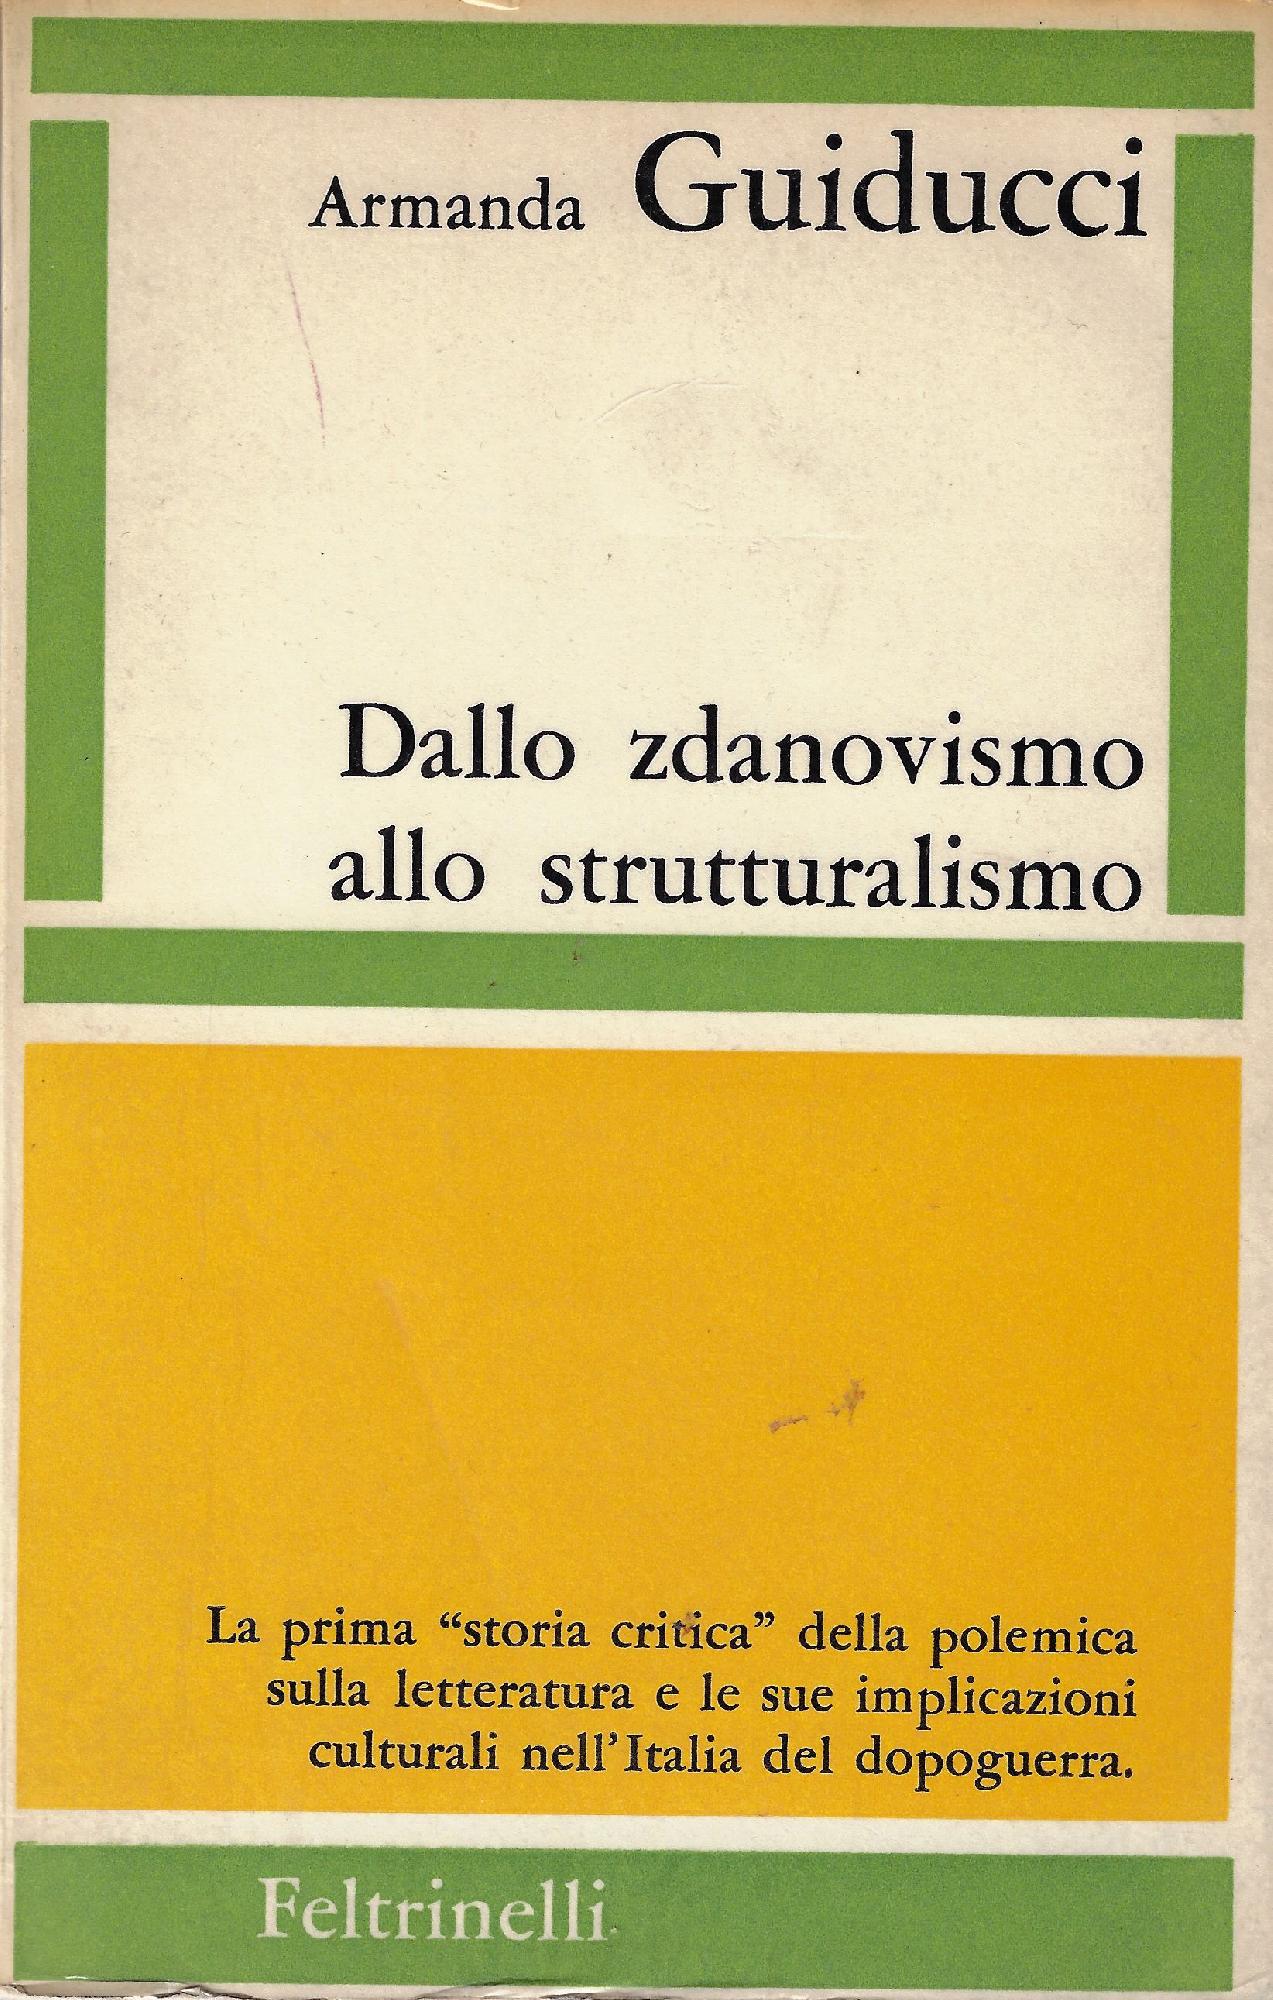 Armanda Guiducci
Dallo zdanovismo
allo strutturalismo
La prima “storia critica” della polemica
sulla letteratura e le sue implicazioni
culturali nell’Italia del dopoguerra.
Feltrinelli